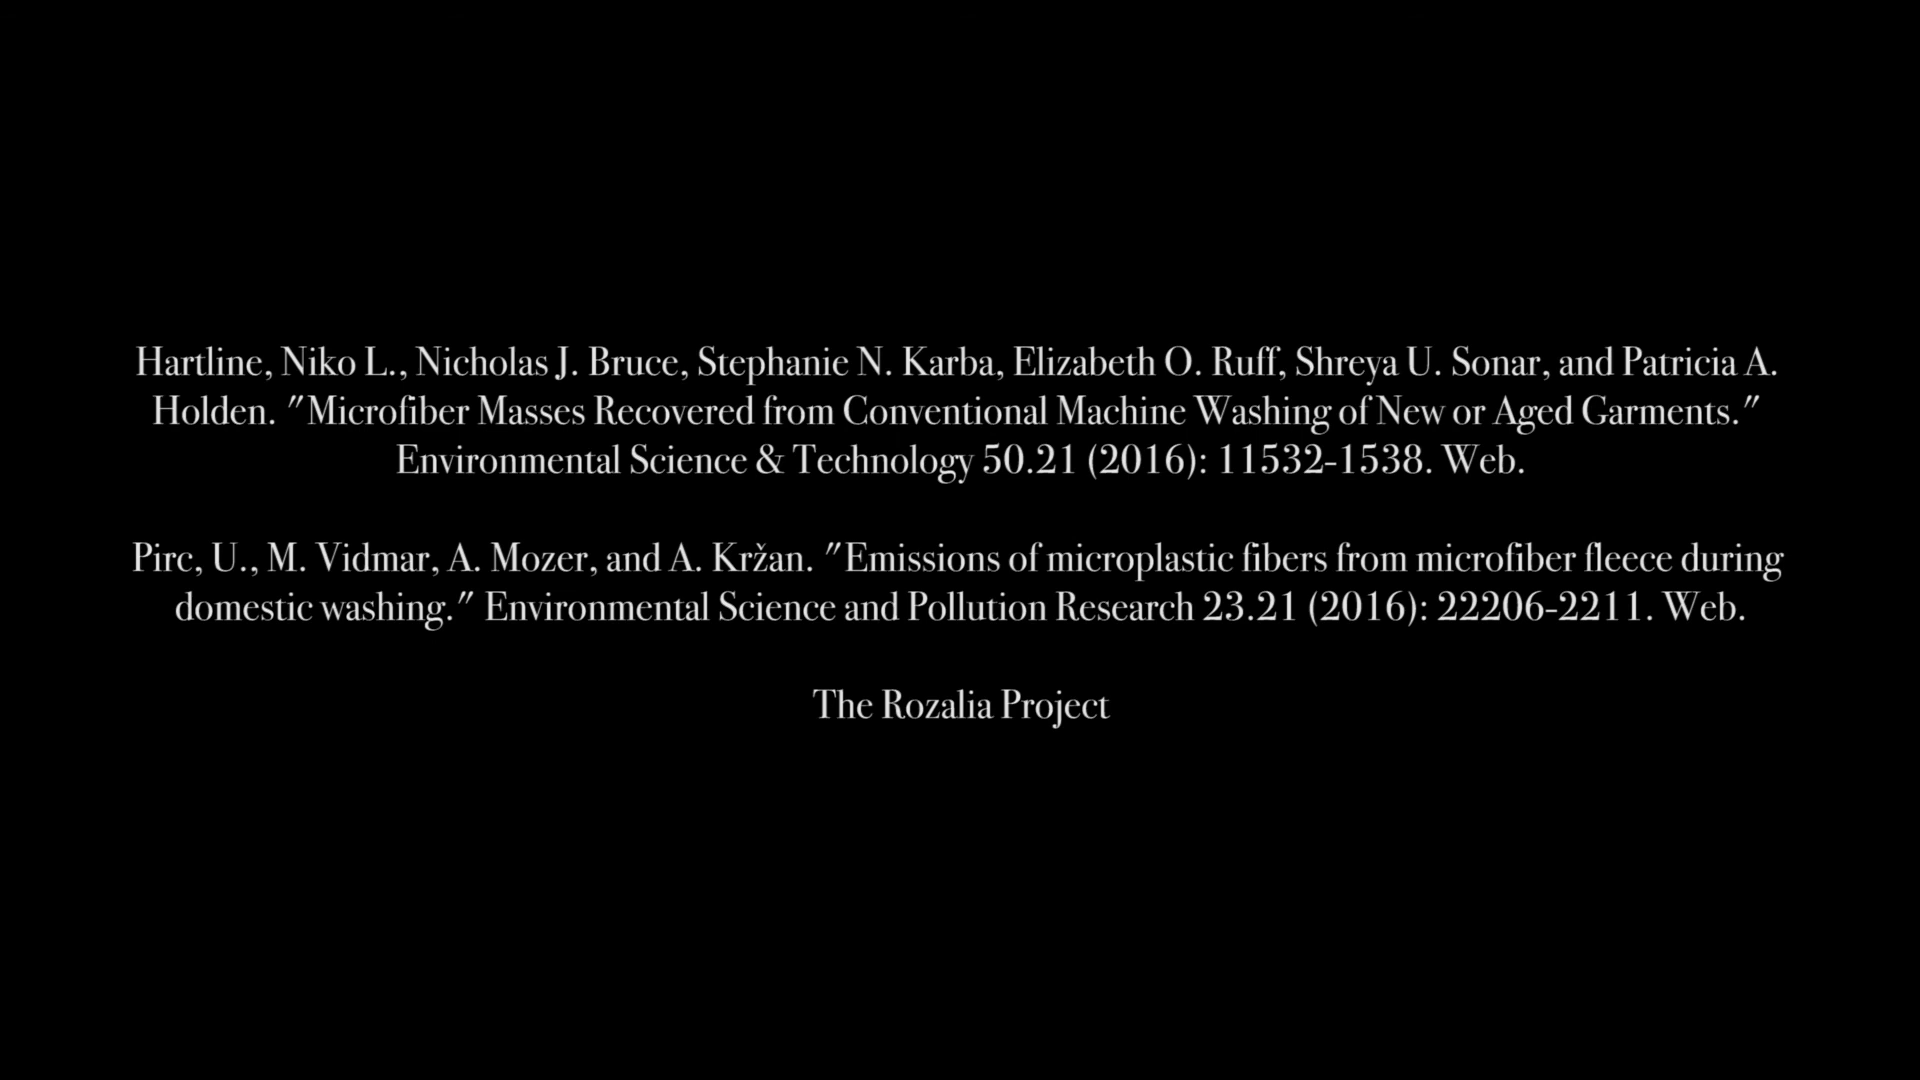 Hartline, Niko L., Nicholas J. Bruce, Stephanie N. Karba, Elizabeth O. Ruff, Shreya U. Sonar, and Patricia A.
Holden. "Microfiber Masses Recovered from Conventional Machine Washing of New or Aged Garments."
Environmental Science & Technology 50.21 (2016): 11532-1538. Web.
Pirc, U., M. Vidmar, A. Mozer, and A. Kržan. "Emissions of microplastic fibers from microfiber fleece during
domestic washing." Environmental Science and Pollution Research 23.21 (2016): 22206-2211. Web.
The Rozalia Project